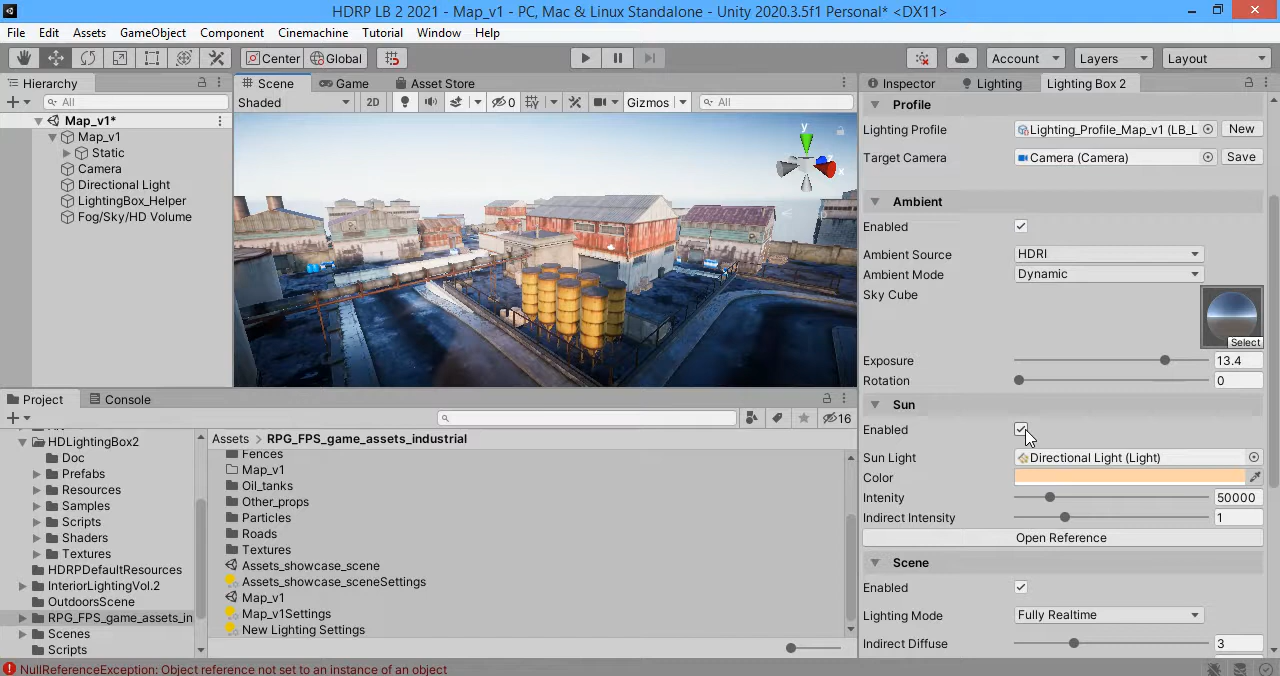 HDRP LB 2 2021 - Map_v1 - PC, Mac & Linux Standalone - Unity 2020.3.5f1 Personal* <DX11>
File Edit Assets GameObject Component Cinemachine Tutorial Window Help
Center Global Account Layers Layout
Hierarchy
All
Map_v1*
Map_v1
Static
Camera
Directional Light
LightingBox_Helper
Fog/Sky/HD Volume
Scene Game Asset Store
Shaded 2D 0 Gizmos All
y
x
Inspector Lighting Lighting Box 2
Profile
Lighting Profile Lighting_Profile_Map_v1 (LB_L New
Target Camera Camera (Camera) Save
Ambient
Enabled
Ambient Source HDRI
Ambient Mode Dynamic
Sky Cube
Select
Exposure 13.4
Rotation 0
Sun
Enabled
Sun Light Directional Light (Light)
Color
Intenity 50000
Indirect Intensity 1
Open Reference
Scene
Enabled
Lighting Mode Fully Realtime
Indirect Diffuse 3
Project Console
16
HDLightingBox2
Doc
Prefabs
Resources
Samples
Scripts
Shaders
Textures
HDRPDefaultResources
InteriorLightingVol.2
OutdoorsScene
RPG_FPS_game_assets_in
Scenes
Scripts
Assets > RPG_FPS_game_assets_industrial
Fences
Map_v1
Oil_tanks
Other_props
Particles
Roads
Textures
Assets_showcase_scene
Assets_showcase_sceneSettings
Map_v1
Map_v1Settings
New Lighting Settings
NullReferenceException: Object reference not set to an instance of an object